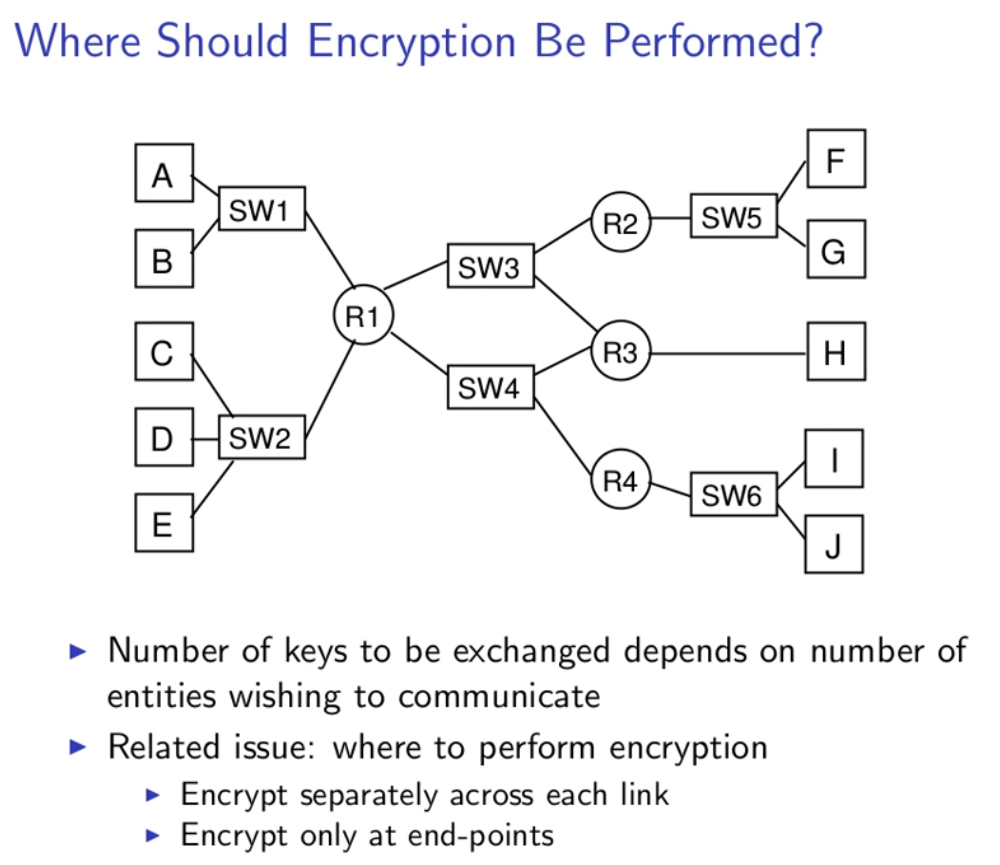 Where Should Encryption Be Performed?
F
A
SW1
R2
SW5
G
B
SW3
R1
C
R3
H
SW4
D
SW2
I
R4
SW6
E
J
Number of keys to be exchanged depends on number of
entities wishing to communicate
Related issue: where to perform encryption
Encrypt separately across each link
Encrypt only at end-points